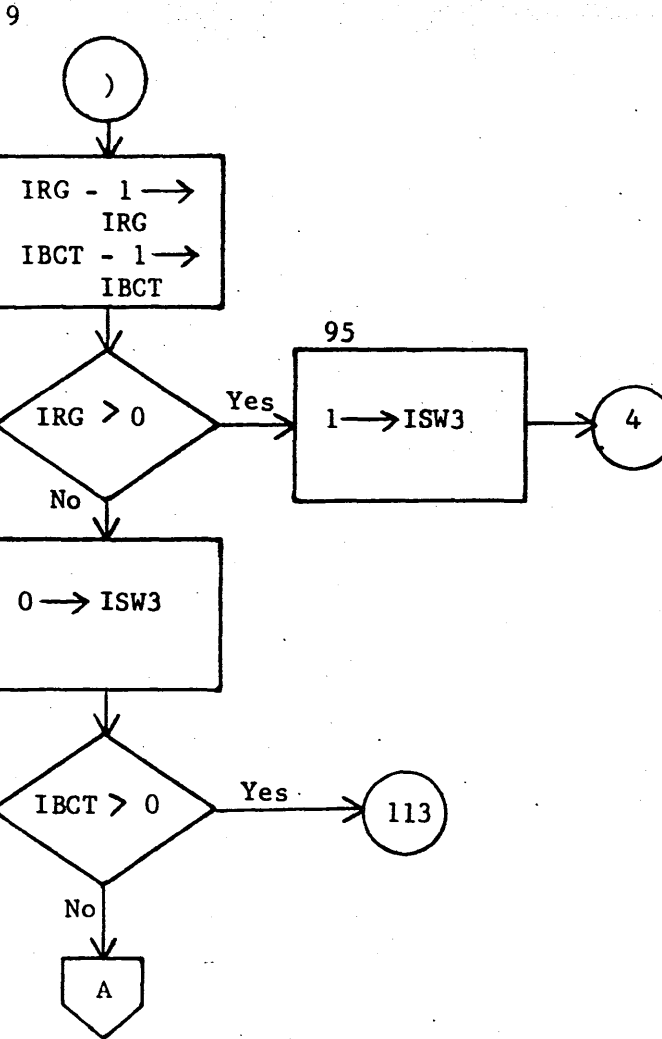 9
)
IRG - 1 →
IRG
IBCT - 1 →
IBCT
95
IRG > 0
Yes
1 → ISW3
4
No
0 → ISW3
IBCT > 0
Yes
113
No
A